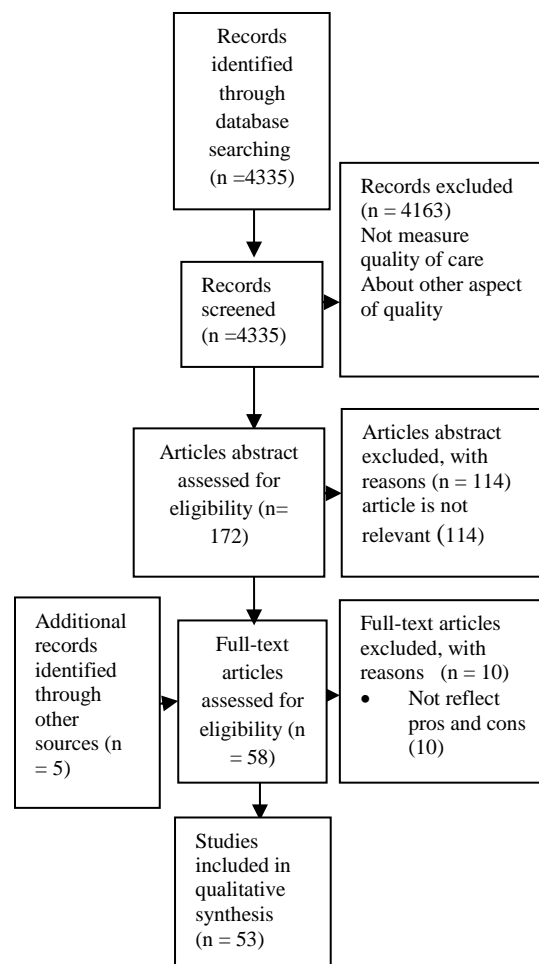 Records
identified
through
database
searching
(n =4335)
Records excluded
(n = 4163)
Not measure
quality of care
About other aspect
of quality
Records
screened
(n =4335)
Articles abstract
assessed for
eligibility (n=
172)
Articles abstract
excluded, with
reasons (n = 114)
article is not
relevant (114)
Additional
records
identified
through
other
sources (n
= 5)
Full-text
articles
assessed for
eligibility (n
= 58)
Full-text articles
excluded, with
reasons (n = 10)
• Not reflect
pros and cons
(10)
Studies
included in
qualitative
synthesis
(n = 53)